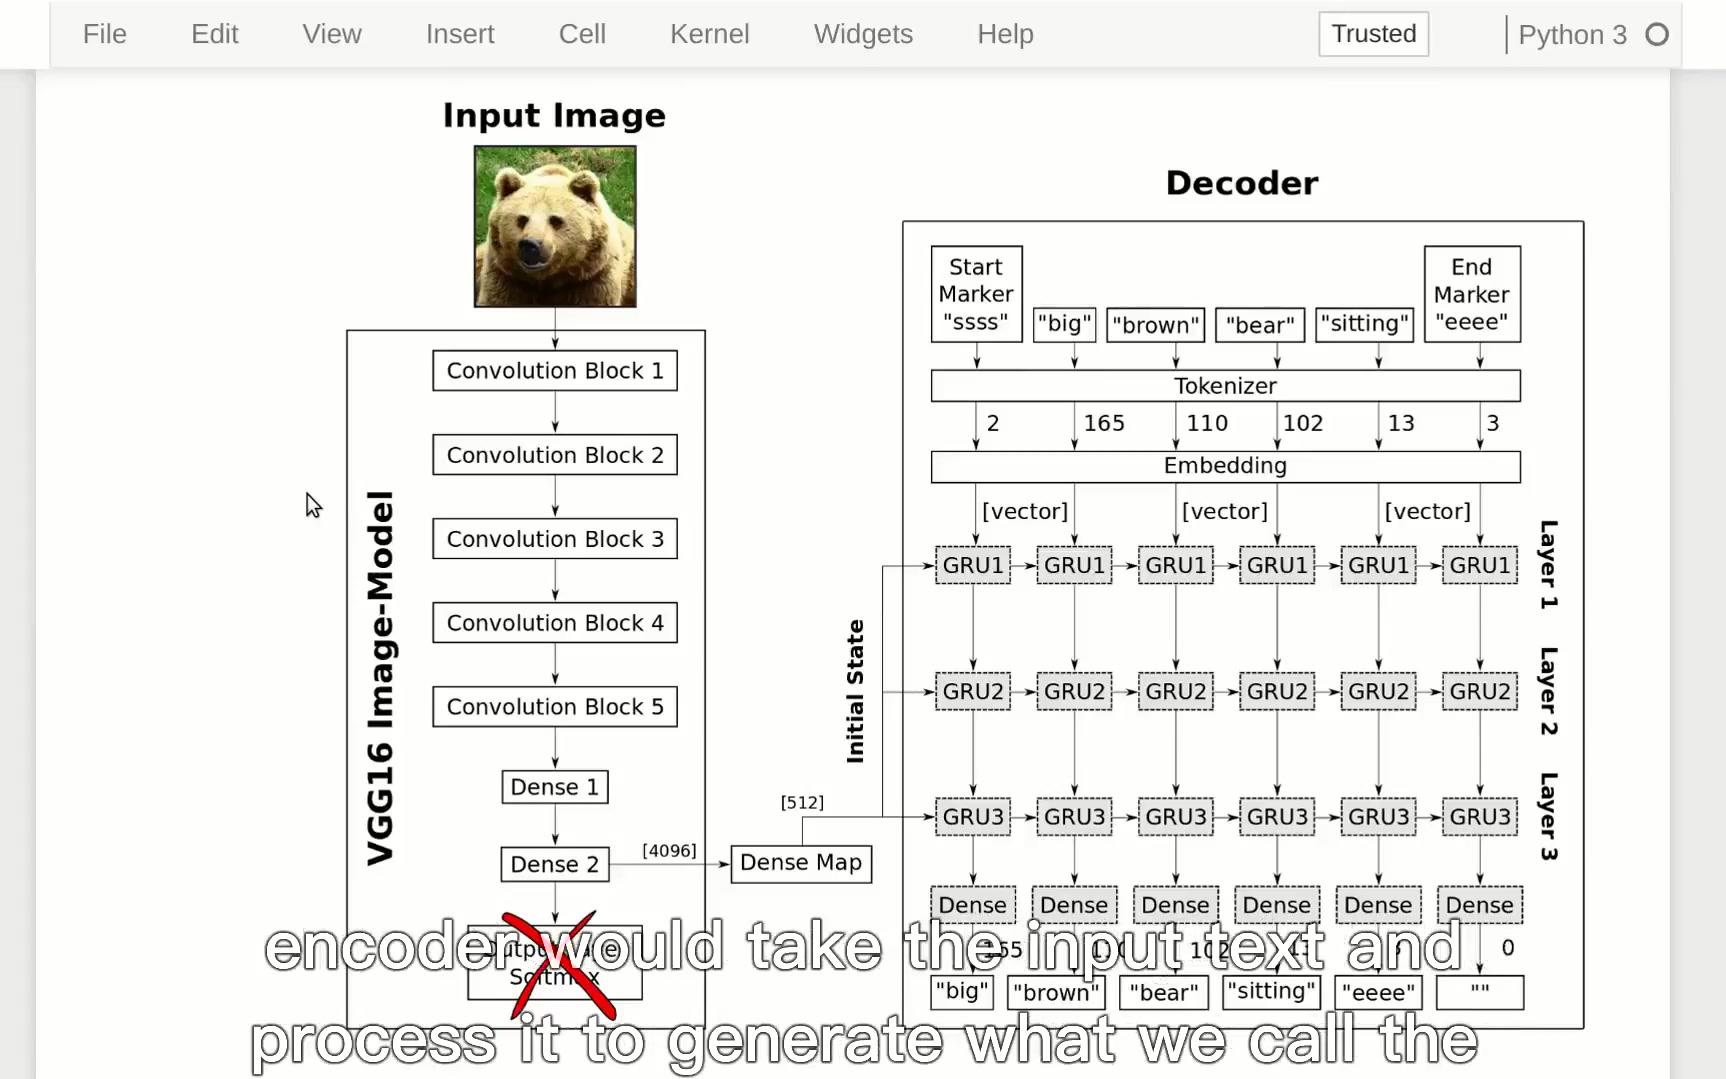 File Edit View Insert Cell Kernel Widgets Help Trusted Python 3
Input Image
VGG16 Image-Model
Convolution Block 1
Convolution Block 2
Convolution Block 3
Convolution Block 4
Convolution Block 5
Dense 1
Dense 2
[4096]
Dense Map
[512]
Initial State
Softmax
Decoder
Start Marker "ssss"
"big" "brown" "bear" "sitting"
End Marker "eeee"
Tokenizer
2 165 110 102 13 3
Embedding
[vector] [vector] [vector]
GRU1 GRU1 GRU1 GRU1 GRU1 GRU1
Layer 1
GRU2 GRU2 GRU2 GRU2 GRU2 GRU2
Layer 2
GRU3 GRU3 GRU3 GRU3 GRU3 GRU3
Layer 3
Dense Dense Dense Dense Dense Dense
165 110 102 13 0
"big" "brown" "bear" "sitting" "eeee" ""
encoder would take the input text and
process it to generate what we call the